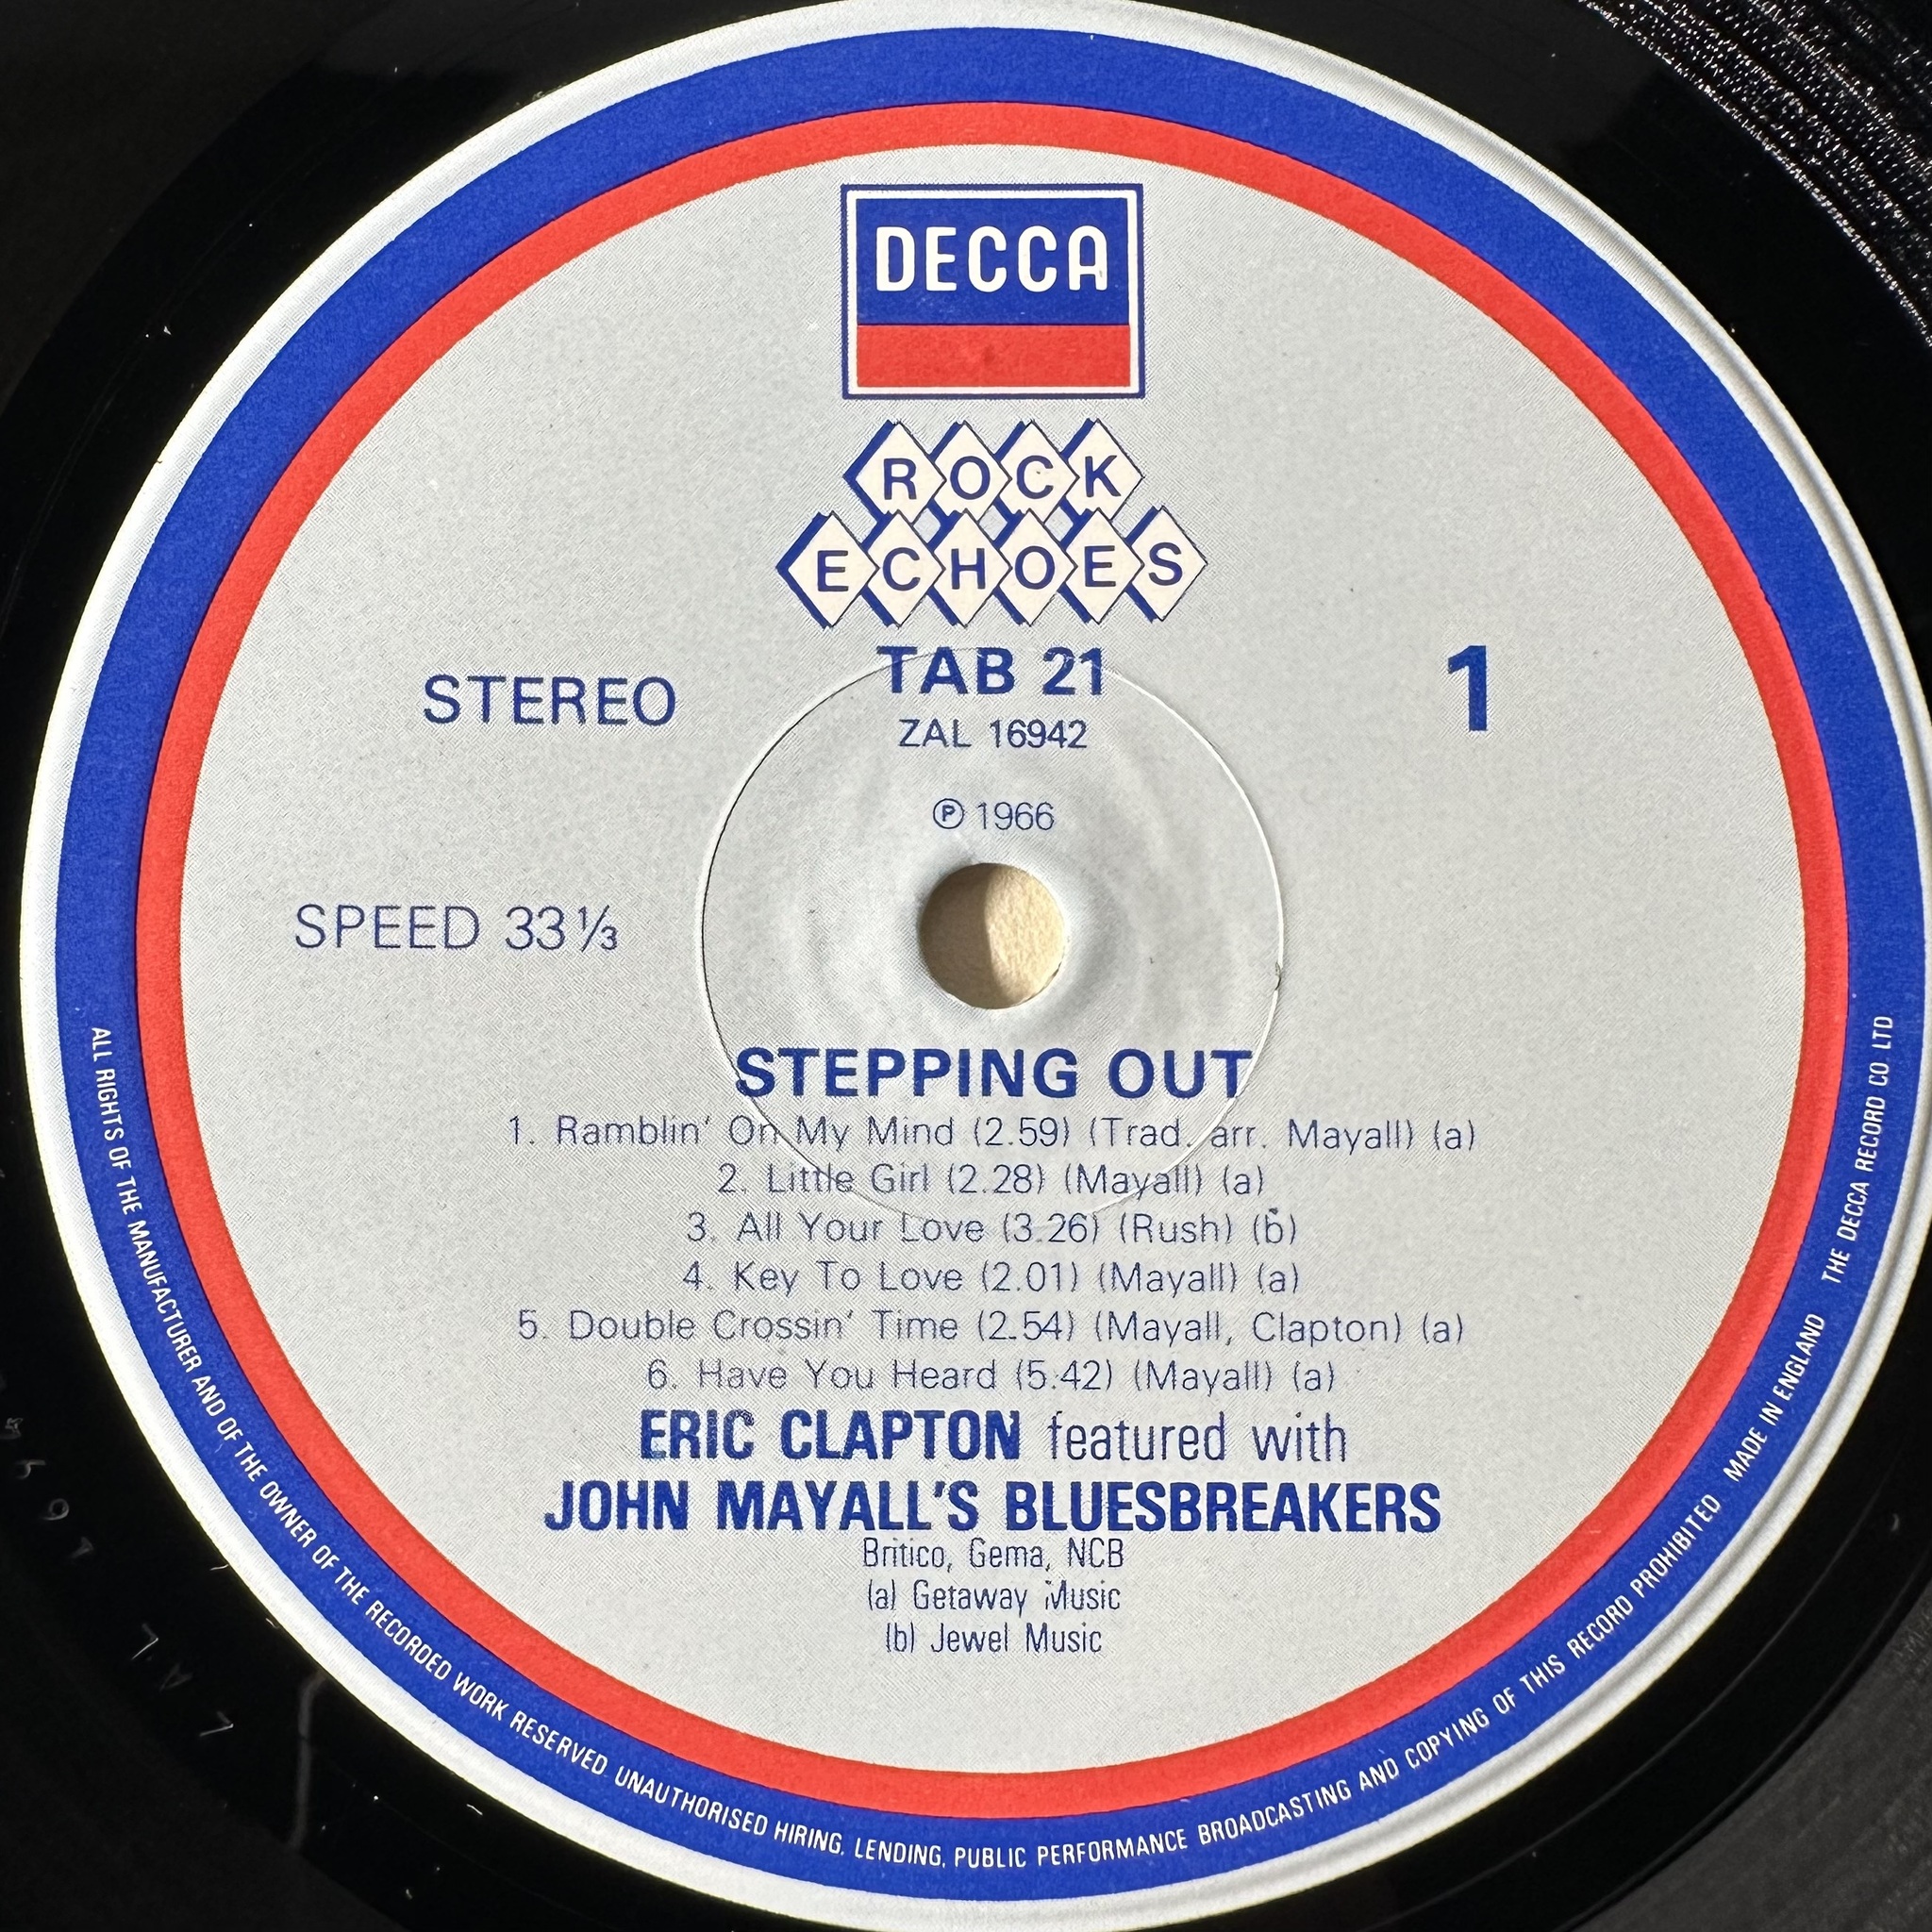 DECCA
ROCK
ECHOES
TAB 21
STEREO
1
ZAL 16942
Ⓟ 1966
SPEED 33⅓
STEPPING OUT
1. Ramblin' On My Mind (2.59) (Trad. arr. Mayall) (a)
2. Little Girl (2.28) (Mayall) (a)
3. All Your Love (3.26) (Rush) (b)
4. Key To Love (2.01) (Mayall) (a)
5. Double Crossin' Time (2.54) (Mayall, Clapton) (a)
6. Have You Heard (5.42) (Mayall) (a)
ERIC CLAPTON featured with
JOHN MAYALL'S BLUESBREAKERS
Britico, Gema, NCB
(a) Getaway Music
(b) Jewel Music
ALL RIGHTS OF THE MANUFACTURER AND OF THE OWNER OF THE RECORDED WORK RESERVED UNAUTHORISED HIRING, LENDING, PUBLIC PERFORMANCE BROADCASTING AND COPYING OF THIS RECORD PROHIBITED MADE IN ENGLAND THE DECCA RECORD CO LTD